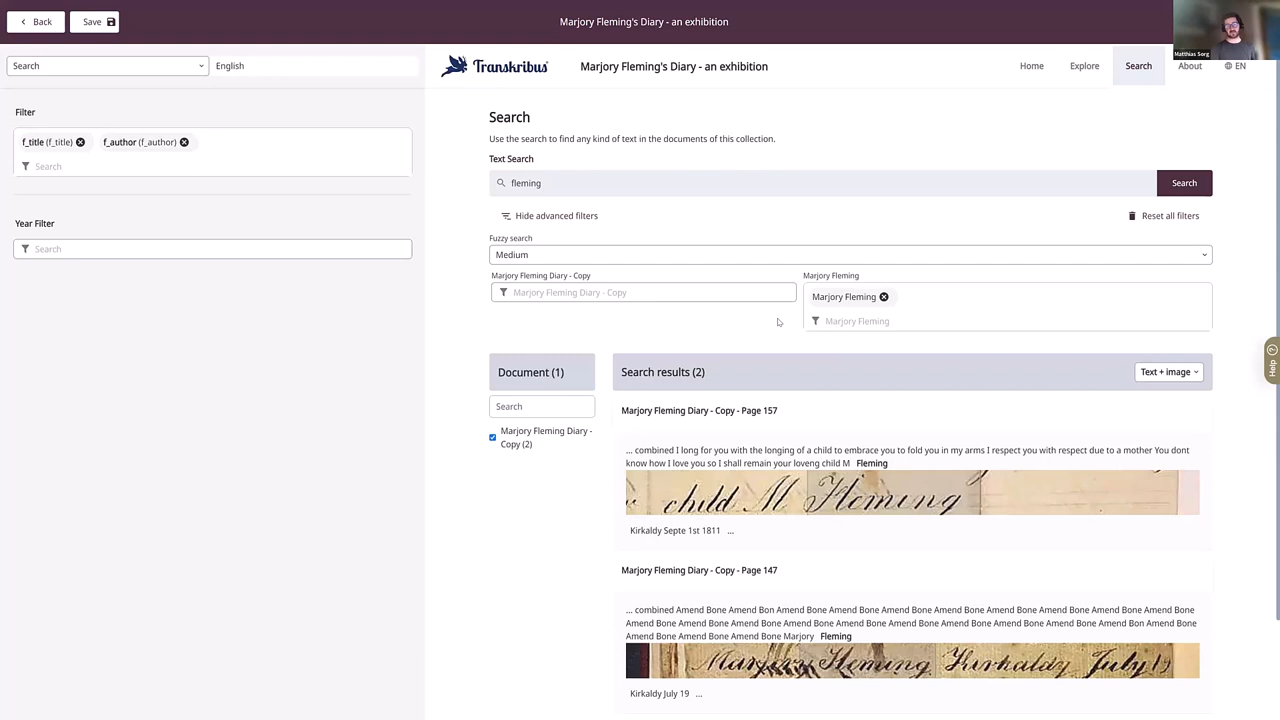 Back
Save
Marjory Fleming's Diary - an exhibition
Matthias Sorg
Search
English
Transkribus
Marjory Fleming's Diary - an exhibition
Home
Explore
Search
About
EN
Filter
f_title (f_title)
f_author (f_author)
Search
Year Filter
Search
Search
Use the search to find any kind of text in the documents of this collection.
Text Search
fleming
Search
Hide advanced filters
Reset all filters
Fuzzy search
Medium
Marjory Fleming Diary - Copy
Marjory Fleming Diary - Copy
Marjory Fleming
Marjory Fleming
Marjory Fleming
Help
Document (1)
Search
Marjory Fleming Diary -
Copy (2)
Search results (2)
Text + image
Marjory Fleming Diary - Copy - Page 157
... combined I long for you with the longing of a child to embrace you to fold you in my arms I respect you with respect due to a mother You dont
know how I love you so I shall remain your loveng child M Fleming
child M Fleming
Kirkaldy Septe 1st 1811 ...
Marjory Fleming Diary - Copy - Page 147
... combined Amend Bone Amend Bon Amend Bone Amend Bone Amend Bone Amend Bone Amend Bone Amend Bone Amend Bone Amend Bone
Amend Bone Amend Bone Amend Bone Amend Bone Amend Bone Amend Bone Amend Bone Amend Bone Amend Bon Amend Bone
Amend Bone Amend Bone Amend Bone Marjory Fleming
Marjory Fleming Kirkaldy July 19
Kirkaldy July 19 ...